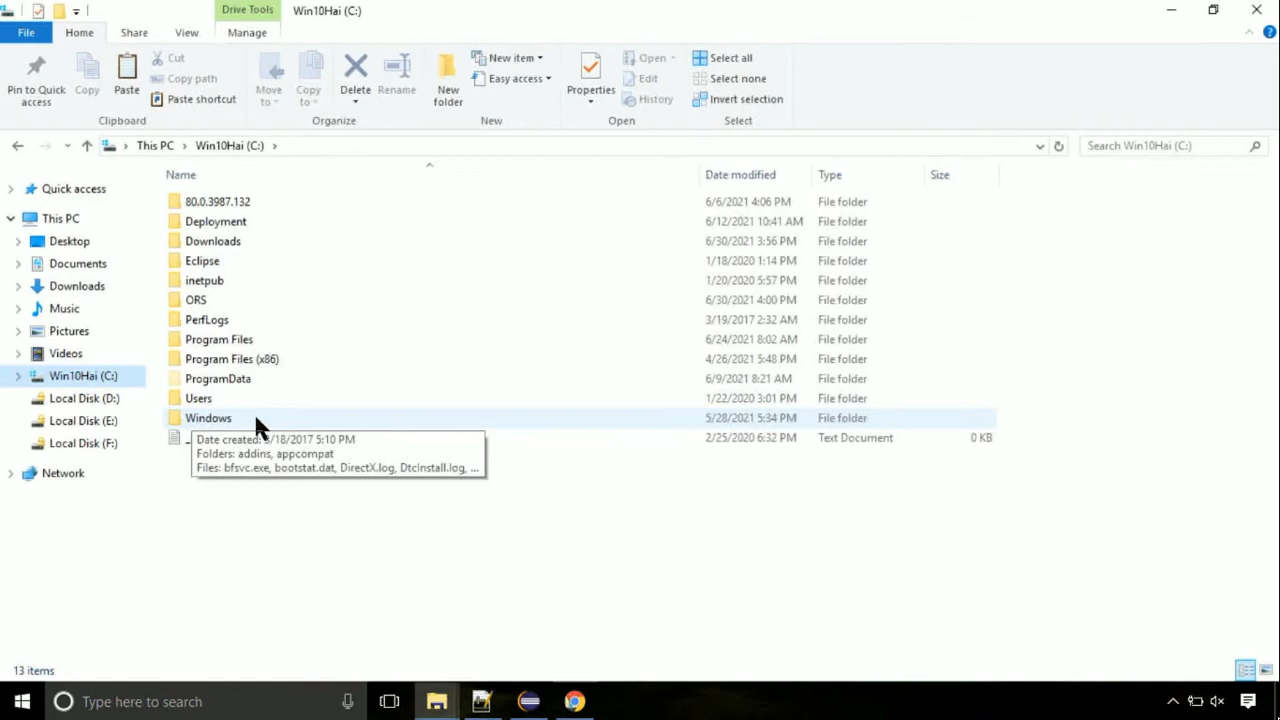 Drive Tools
Win10Hai (C:)
File
Home
Share
View
Manage
Pin to Quick access
Copy
Paste
Cut
Copy path
Paste shortcut
Clipboard
Move to
Copy to
Delete
Rename
Organize
New folder
New item
Easy access
New
Properties
Open
Edit
History
Open
Select all
Select none
Invert selection
Select
This PC > Win10Hai (C:) >
Search Win10Hai (C:)
Name Date modified Type Size
Quick access
This PC
Desktop
Documents
Downloads
Music
Pictures
Videos
Win10Hai (C:)
Local Disk (D:)
Local Disk (E:)
Local Disk (F:)
Network
80.0.3987.132 6/6/2021 4:06 PM File folder
Deployment 6/12/2021 10:41 AM File folder
Downloads 6/30/2021 3:56 PM File folder
Eclipse 1/18/2020 1:14 PM File folder
inetpub 1/20/2020 5:57 PM File folder
ORS 6/30/2021 4:00 PM File folder
PerfLogs 3/19/2017 2:32 AM File folder
Program Files 6/24/2021 8:02 AM File folder
Program Files (x86) 4/26/2021 5:48 PM File folder
ProgramData 6/9/2021 8:21 AM File folder
Users 1/22/2020 3:01 PM File folder
Windows 5/28/2021 5:34 PM File folder
2/25/2020 6:32 PM Text Document 0 KB
Date created: /18/2017 5:10 PM
Folders: addins, appcompat
Files: bfsvc.exe, bootstat.dat, DirectX.log, DtcInstall.log, ...
13 items
Type here to search